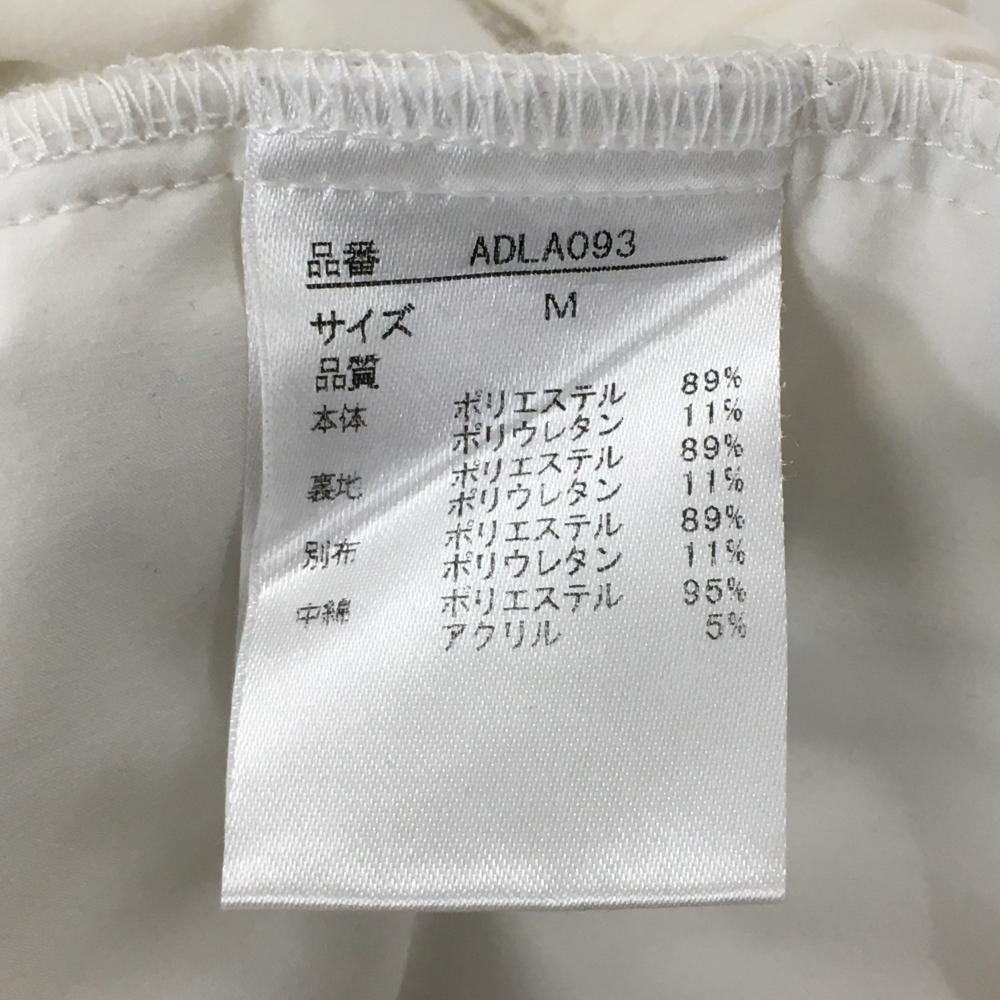 品番 ADLA093
サイズ M
品質
本体 ポリエステル 89%
ポリウレタン 11%
裏地 ポリエステル 89%
ポリウレタン 11%
別布 ポリエステル 89%
ポリウレタン 11%
中綿 ポリエステル 95%
アクリル 5%